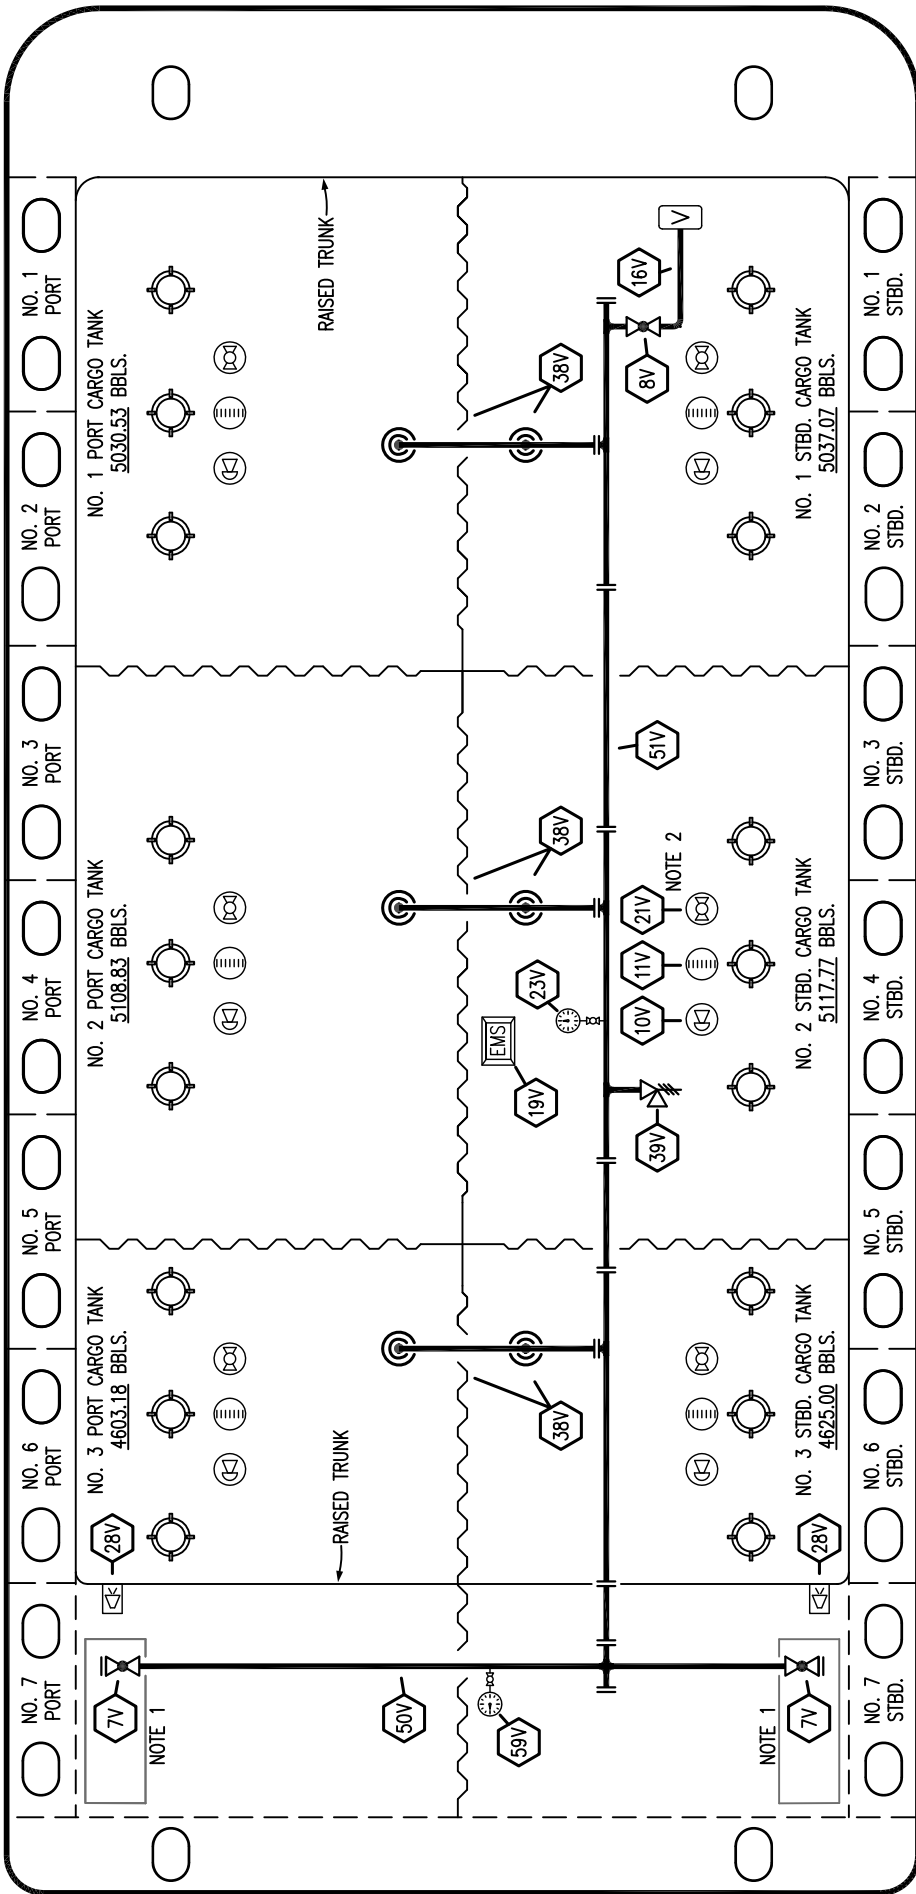 NO. 7
PORT
NO. 6
PORT
NO. 5
PORT
NO. 4
PORT
NO. 3
PORT
NO. 2
PORT
NO. 1
PORT
NO. 3 PORT CARGO TANK
4603.18 BBLS.
NO. 2 PORT CARGO TANK
5108.83 BBLS.
NO. 1 PORT CARGO TANK
5030.53 BBLS.
28V
7V
NOTE 1
RAISED TRUNK
RAISED TRUNK
50V
59V
38V
38V
38V
EMS
19V
23V
39V
10V
11V
21V
NOTE 2
51V
8V
16V
V
NOTE 1
7V
28V
NO. 3 STBD. CARGO TANK
4625.00 BBLS.
NO. 2 STBD. CARGO TANK
5117.77 BBLS.
NO. 1 STBD. CARGO TANK
5037.07 BBLS.
NO. 7
STBD.
NO. 6
STBD.
NO. 5
STBD.
NO. 4
STBD.
NO. 3
STBD.
NO. 2
STBD.
NO. 1
STBD.